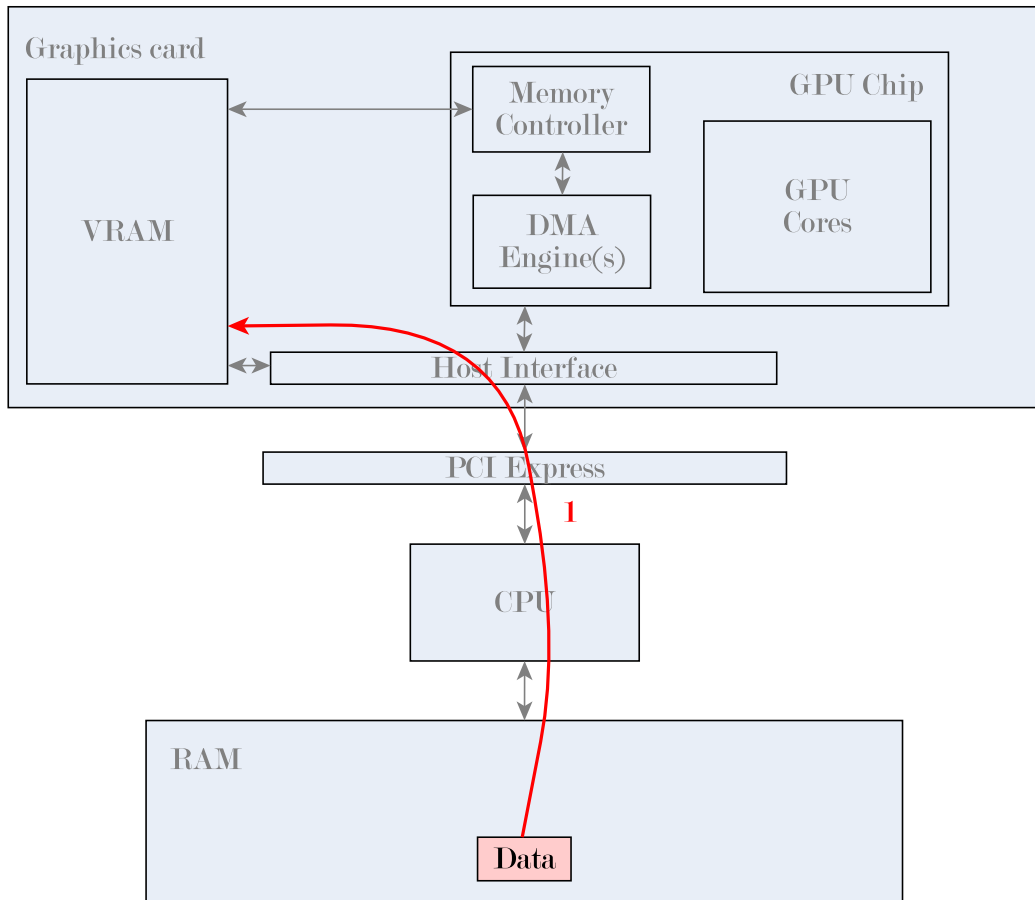 Graphics card
GPU Chip
Memory
Controller
GPU
Cores
VRAM
DMA
Engine(s)
Host Interface
PCI Express
1
CPU
RAM
Data